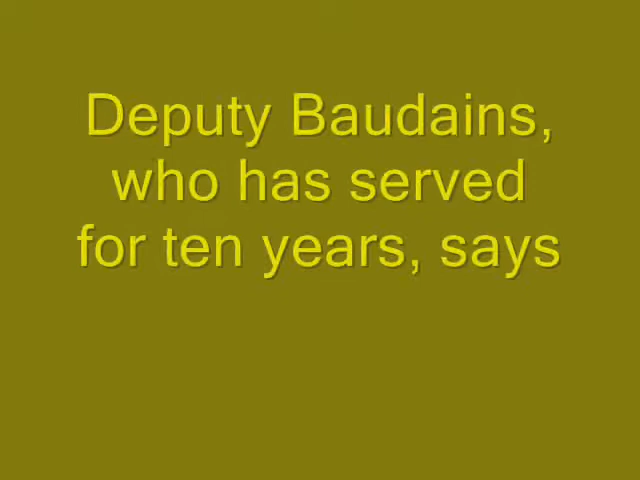 Deputy Baudains,
who has served
for ten years, says